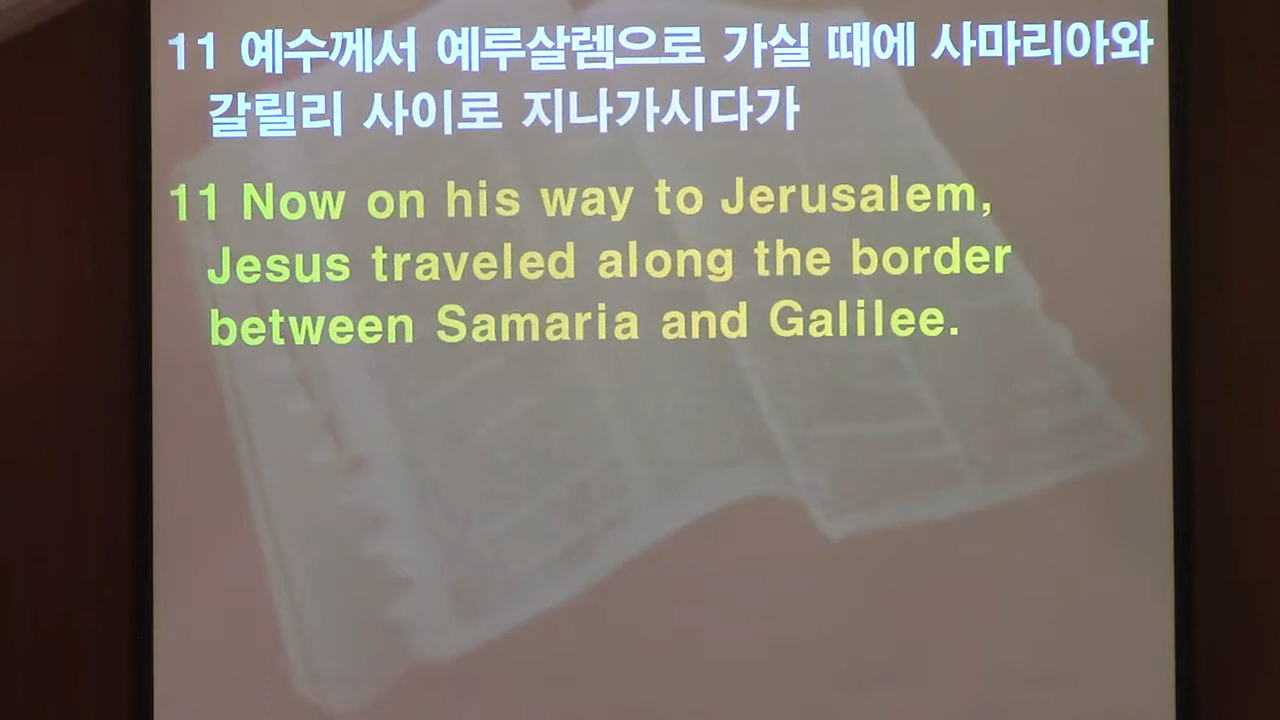 11 예수께서 예루살렘으로 가실 때에 사마리아와
갈릴리 사이로 지나가시다가
11 Now on his way to Jerusalem,
Jesus traveled along the border
between Samaria and Galilee.